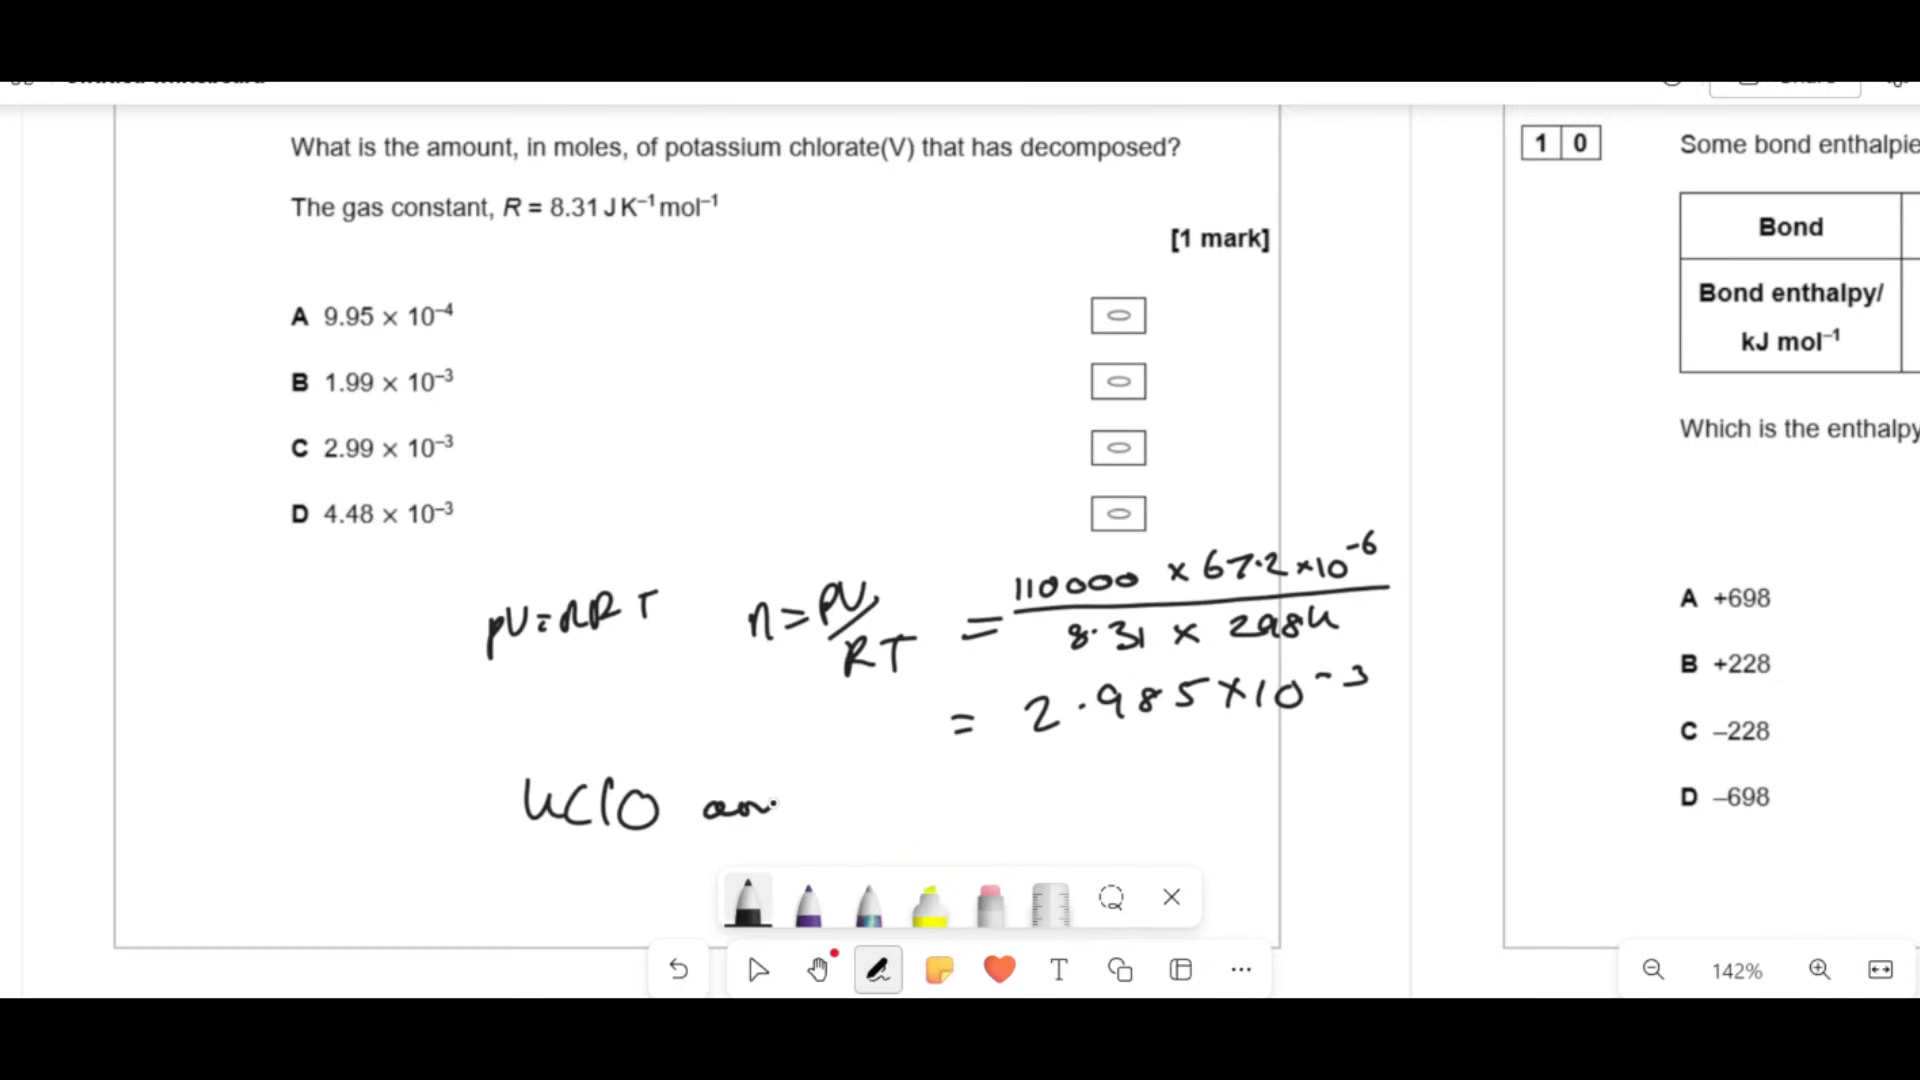 What is the amount, in moles, of potassium chlorate(V) that has decomposed?
The gas constant, R = 8.31 J K⁻¹ mol⁻¹
[1 mark]
A 9.95 × 10⁻⁴
B 1.99 × 10⁻³
C 2.99 × 10⁻³
D 4.48 × 10⁻³
pV = nRT n = PV/RT = 110000 × 67.2 × 10⁻⁶ / 8.31 × 298K
= 2.985 × 10⁻³
KClO
1 0 Some bond enthalpie
Bond
Bond enthalpy/
kJ mol⁻¹
Which is the enthalpy
A +698
B +228
C –228
D –698
142%